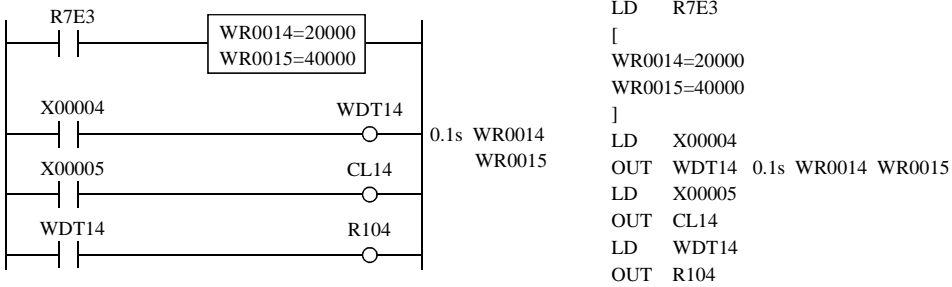 R7E3
WR0014=20000
WR0015=40000
X00004
WDT14
0.1s WR0014
WR0015
X00005
CL14
WDT14
R104
LD R7E3
[
WR0014=20000
WR0015=40000
]
LD X00004
OUT WDT14 0.1s WR0014 WR0015
LD X00005
OUT CL14
LD WDT14
OUT R104